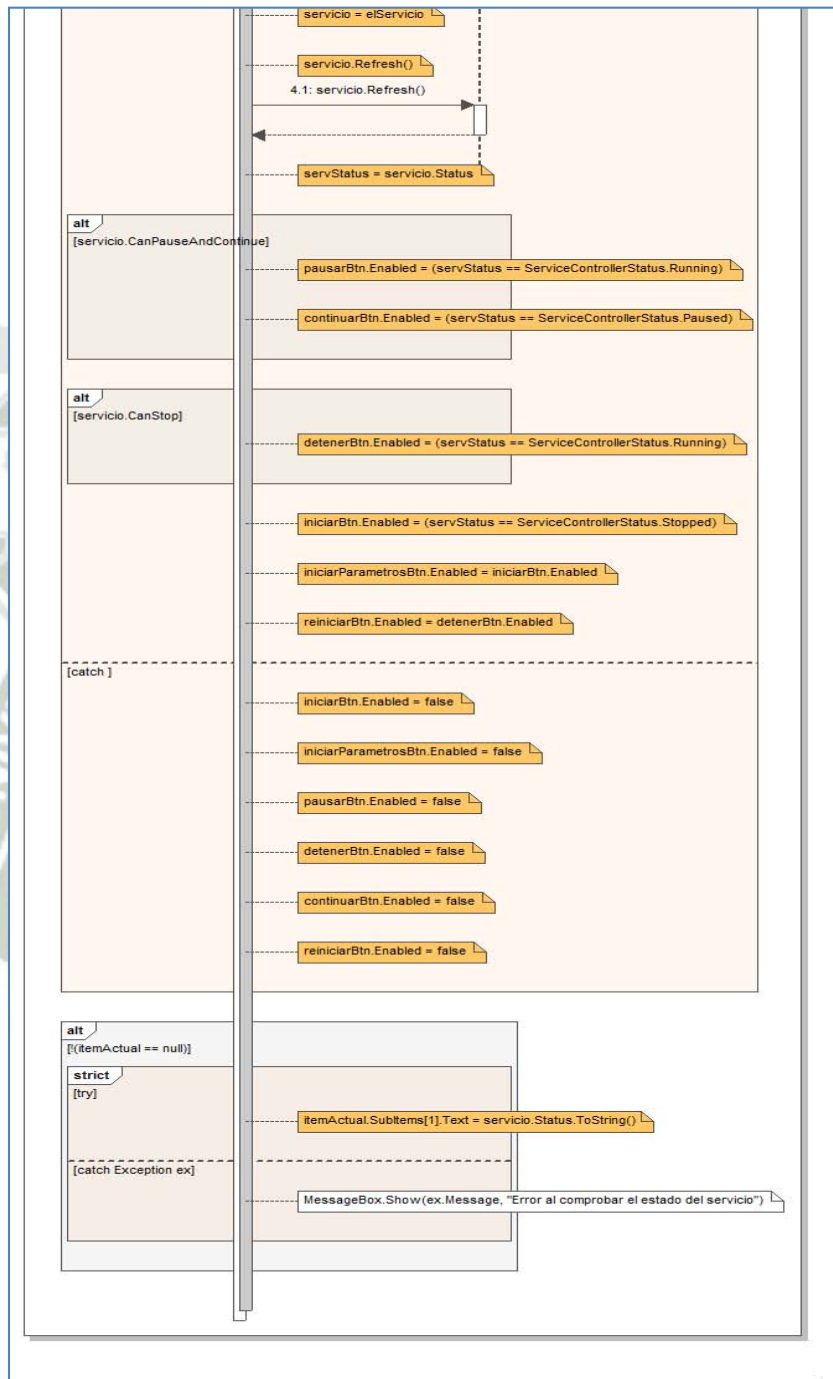 servicio = elServicio
servicio.Refresh()
4.1: servicio.Refresh()
servStatus = servicio.Status
alt
[servicio.CanPauseAndContinue]
pausarBtn.Enabled = (servStatus == ServiceControllerStatus.Running)
continuarBtn.Enabled = (servStatus == ServiceControllerStatus.Paused)
alt
[servicio.CanStop]
detenerBtn.Enabled = (servStatus == ServiceControllerStatus.Running)
iniciarBtn.Enabled = (servStatus == ServiceControllerStatus.Stopped)
iniciarParametrosBtn.Enabled = iniciarBtn.Enabled
reiniciarBtn.Enabled = detenerBtn.Enabled
[catch ]
iniciarBtn.Enabled = false
iniciarParametrosBtn.Enabled = false
pausarBtn.Enabled = false
detenerBtn.Enabled = false
continuarBtn.Enabled = false
reiniciarBtn.Enabled = false
alt
[!(itemActual == null)]
strict
[try]
itemActual.SubItems[1].Text = servicio.Status.ToString()
[catch Exception ex]
MessageBox.Show(ex.Message, "Error al comprobar el estado del servicio")